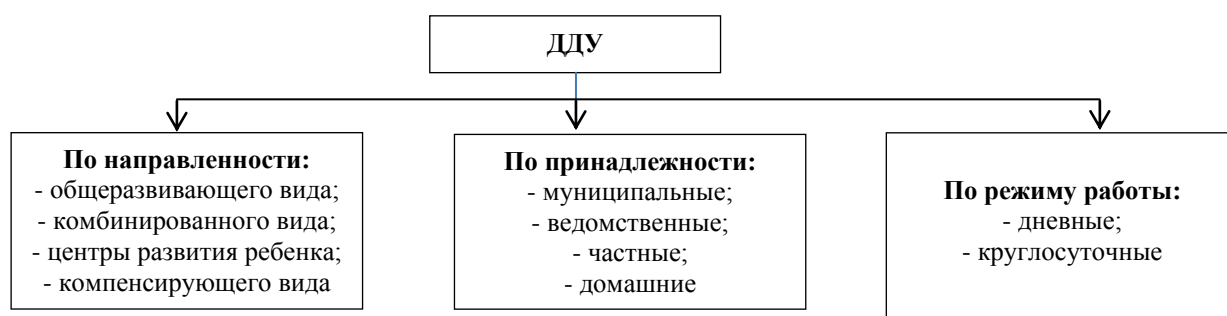 ДДУ
По направленности:
- общеразвивающего вида;
- комбинированного вида;
- центры развития ребенка;
- компенсирующего вида
По принадлежности:
- муниципальные;
- ведомственные;
- частные;
- домашние
По режиму работы:
- дневные;
- круглосуточные